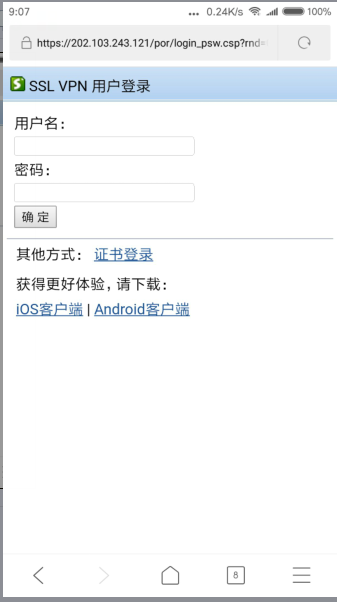 9:07 ... 0.24K/s 100%
https://202.103.243.121/por/login_psw.csp?rnd=
SSL VPN 用户登录
用户名：
密码：
确 定
其他方式： 证书登录
获得更好体验，请下载：
iOS客户端 | Android客户端
8